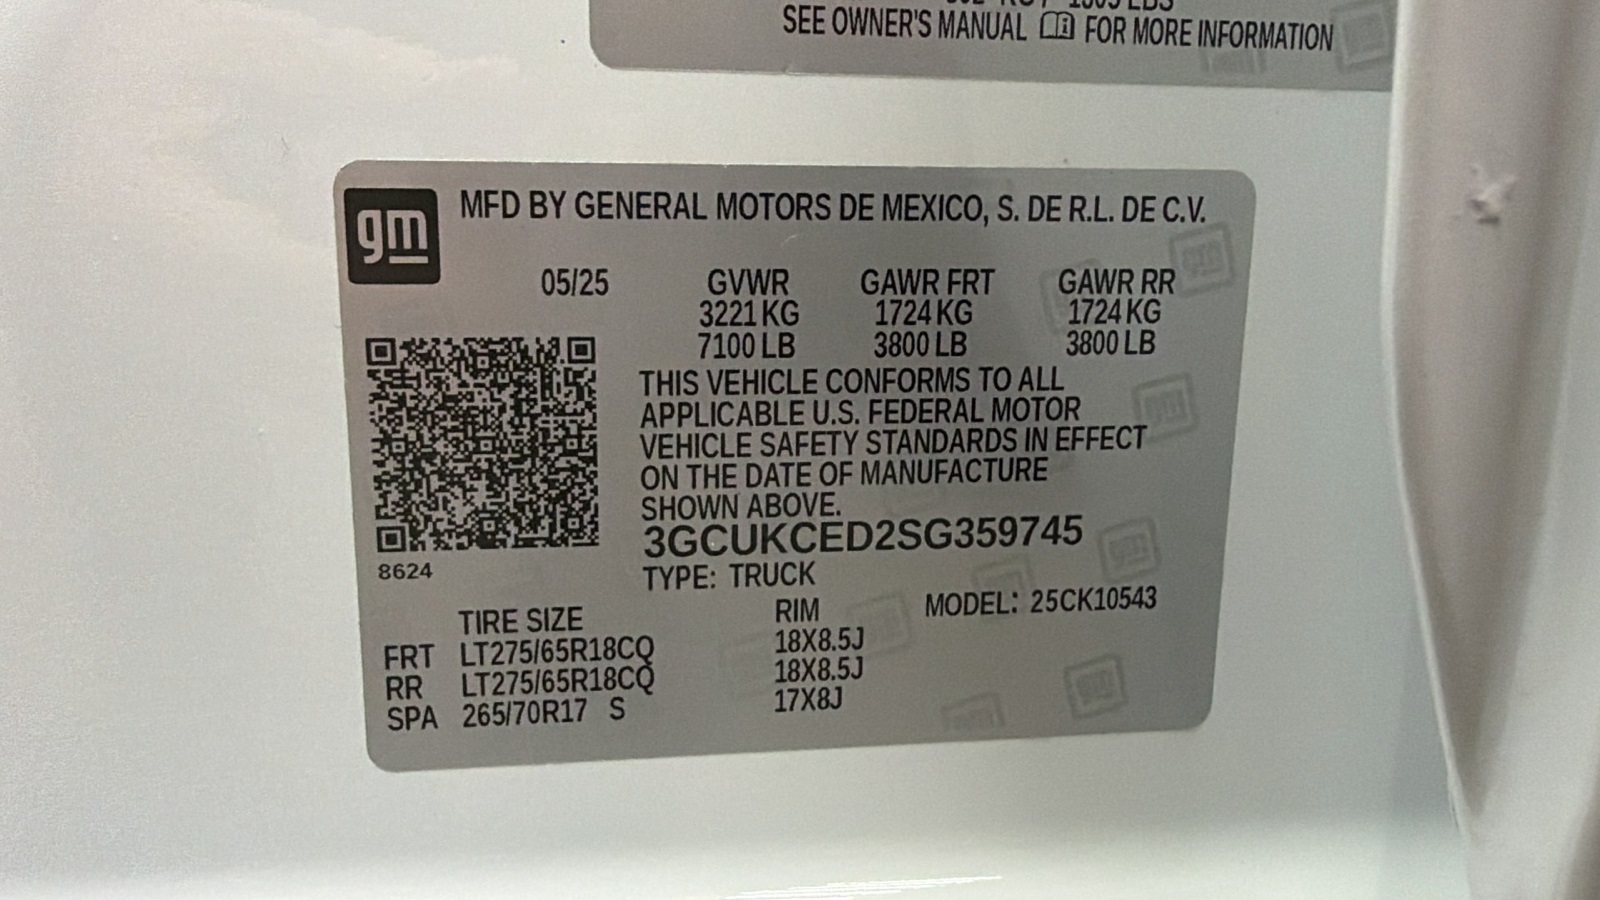 SEE OWNER'S MANUAL FOR MORE INFORMATION
gm
MFD BY GENERAL MOTORS DE MEXICO, S. DE R.L. DE C.V.
05/25 GVWR GAWR FRT GAWR RR
3221 KG 1724 KG 1724 KG
7100 LB 3800 LB 3800 LB
THIS VEHICLE CONFORMS TO ALL
APPLICABLE U.S. FEDERAL MOTOR
VEHICLE SAFETY STANDARDS IN EFFECT
ON THE DATE OF MANUFACTURE
SHOWN ABOVE.
3GCUKCED2SG359745
8624
TYPE: TRUCK
TIRE SIZE RIM MODEL: 25CK10543
FRT LT275/65R18CQ 18X8.5J
RR LT275/65R18CQ 18X8.5J
SPA 265/70R17 S 17X8J